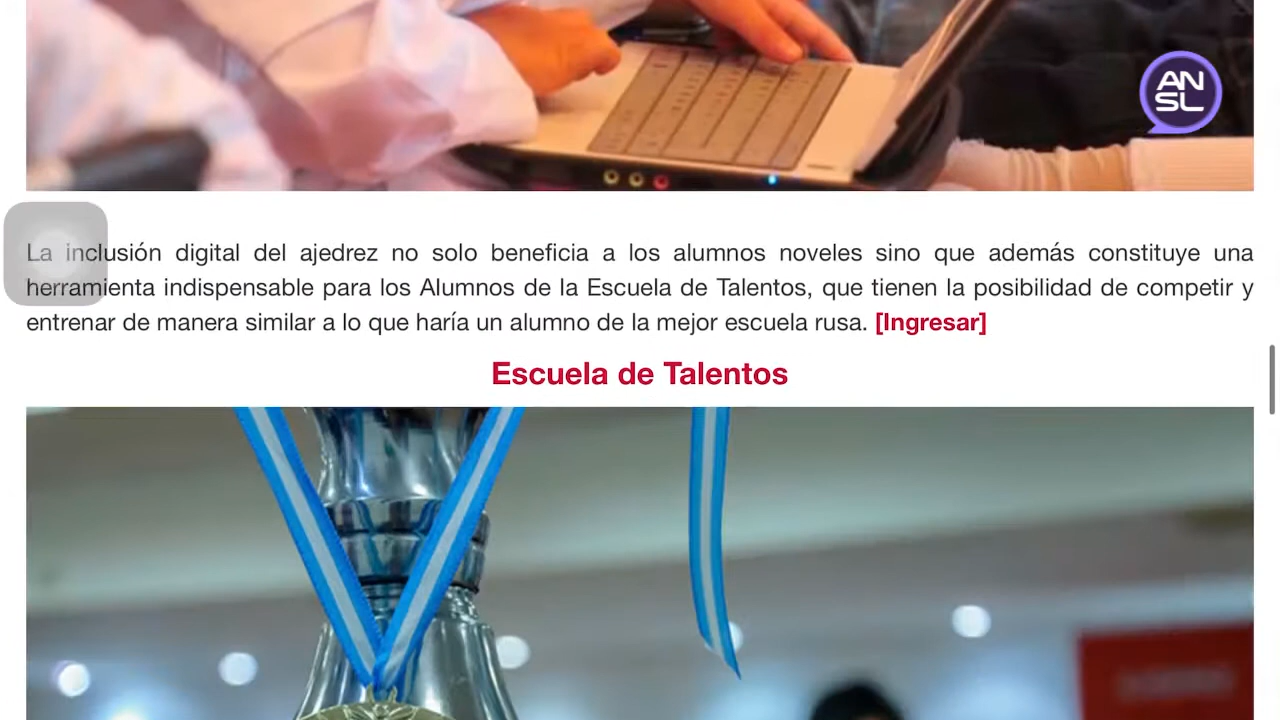 AN
SL
La inclusión digital del ajedrez no solo beneficia a los alumnos noveles sino que además constituye una
herramienta indispensable para los Alumnos de la Escuela de Talentos, que tienen la posibilidad de competir y
entrenar de manera similar a lo que haría un alumno de la mejor escuela rusa. [Ingresar]
Escuela de Talentos